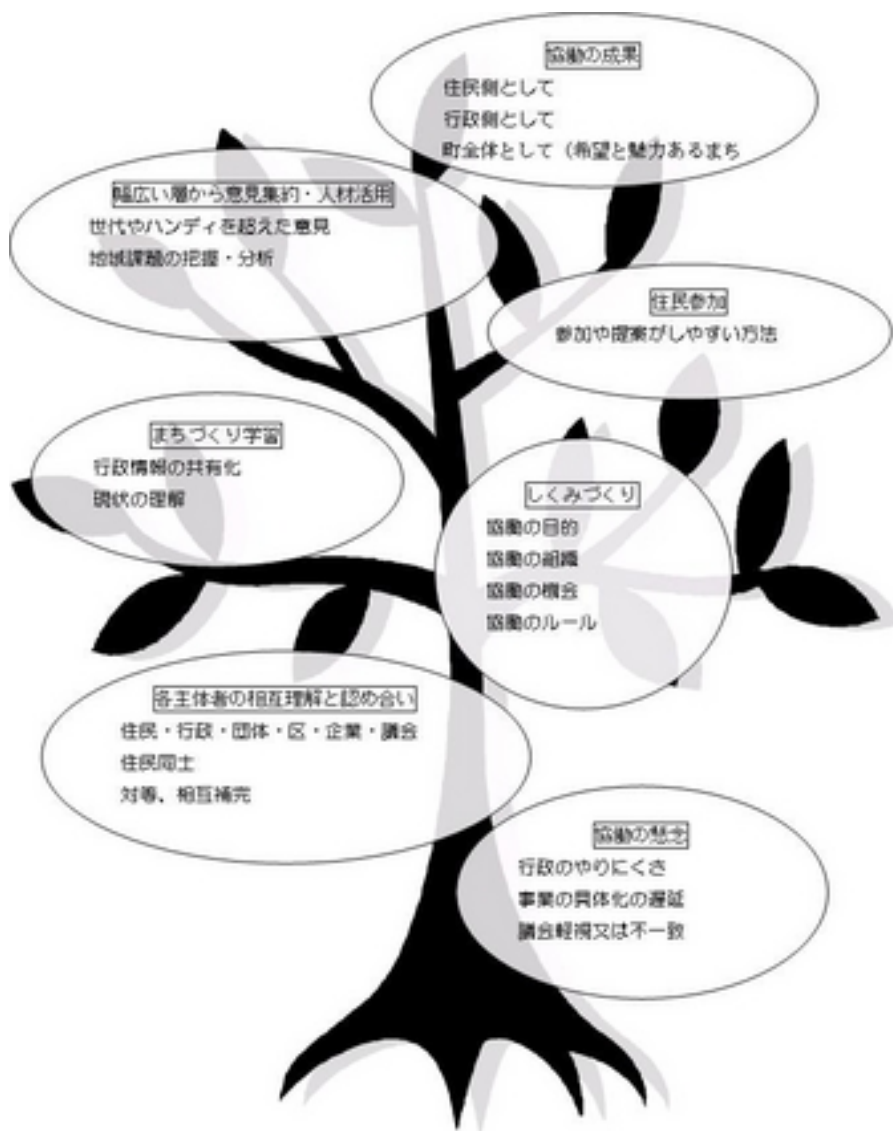 協働の成果
住民側として
行政側として
町全体として（希望と魅力あるまち
幅広い層から意見集約・人材活用
世代やハンディを超えた意見
地域課題の把握・分析
住民参加
参加や提案がしやすい方法
まちづくり学習
行政情報の共有化
現状の理解
しくみづくり
協働の目的
協働の組織
協働の機会
協働のルール
各主体者の相互理解と認め合い
住民・行政・団体・区・企業・議会
住民同士
対等、相互補完
協働の懸念
行政のやりにくさ
事業の具体化の遅延
議会軽視又は不一致